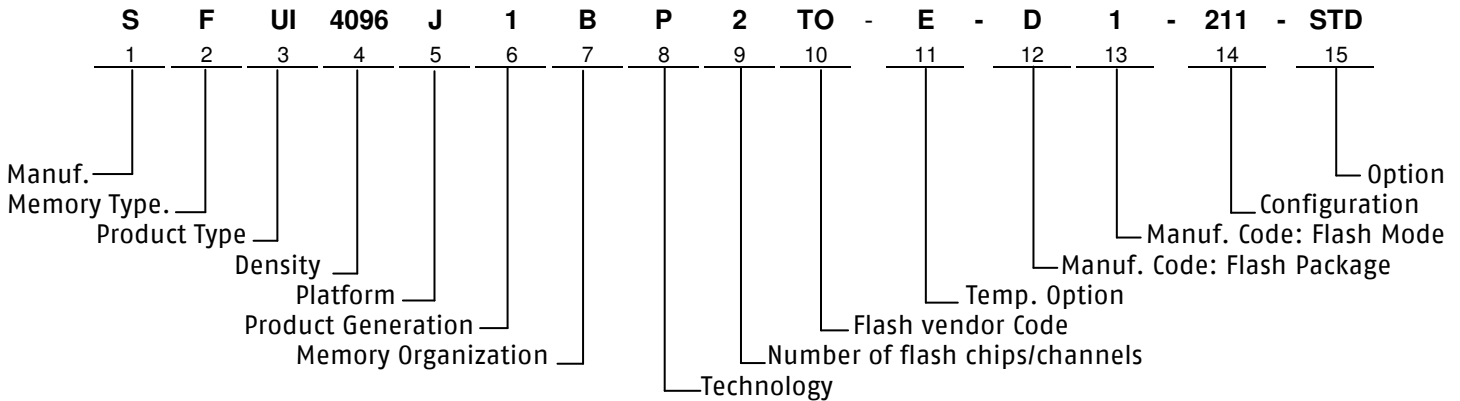 S F UI 4096 J 1 B P 2 TO - E - D 1 - 211 - STD
1 2 3 4 5 6 7 8 9 10 11 12 13 14 15
Manuf. Option
Memory Type. Configuration
Product Type Manuf. Code: Flash Mode
Density Manuf. Code: Flash Package
Platform Temp. Option
Product Generation Flash vendor Code
Memory Organization Number of flash chips/channels
Technology